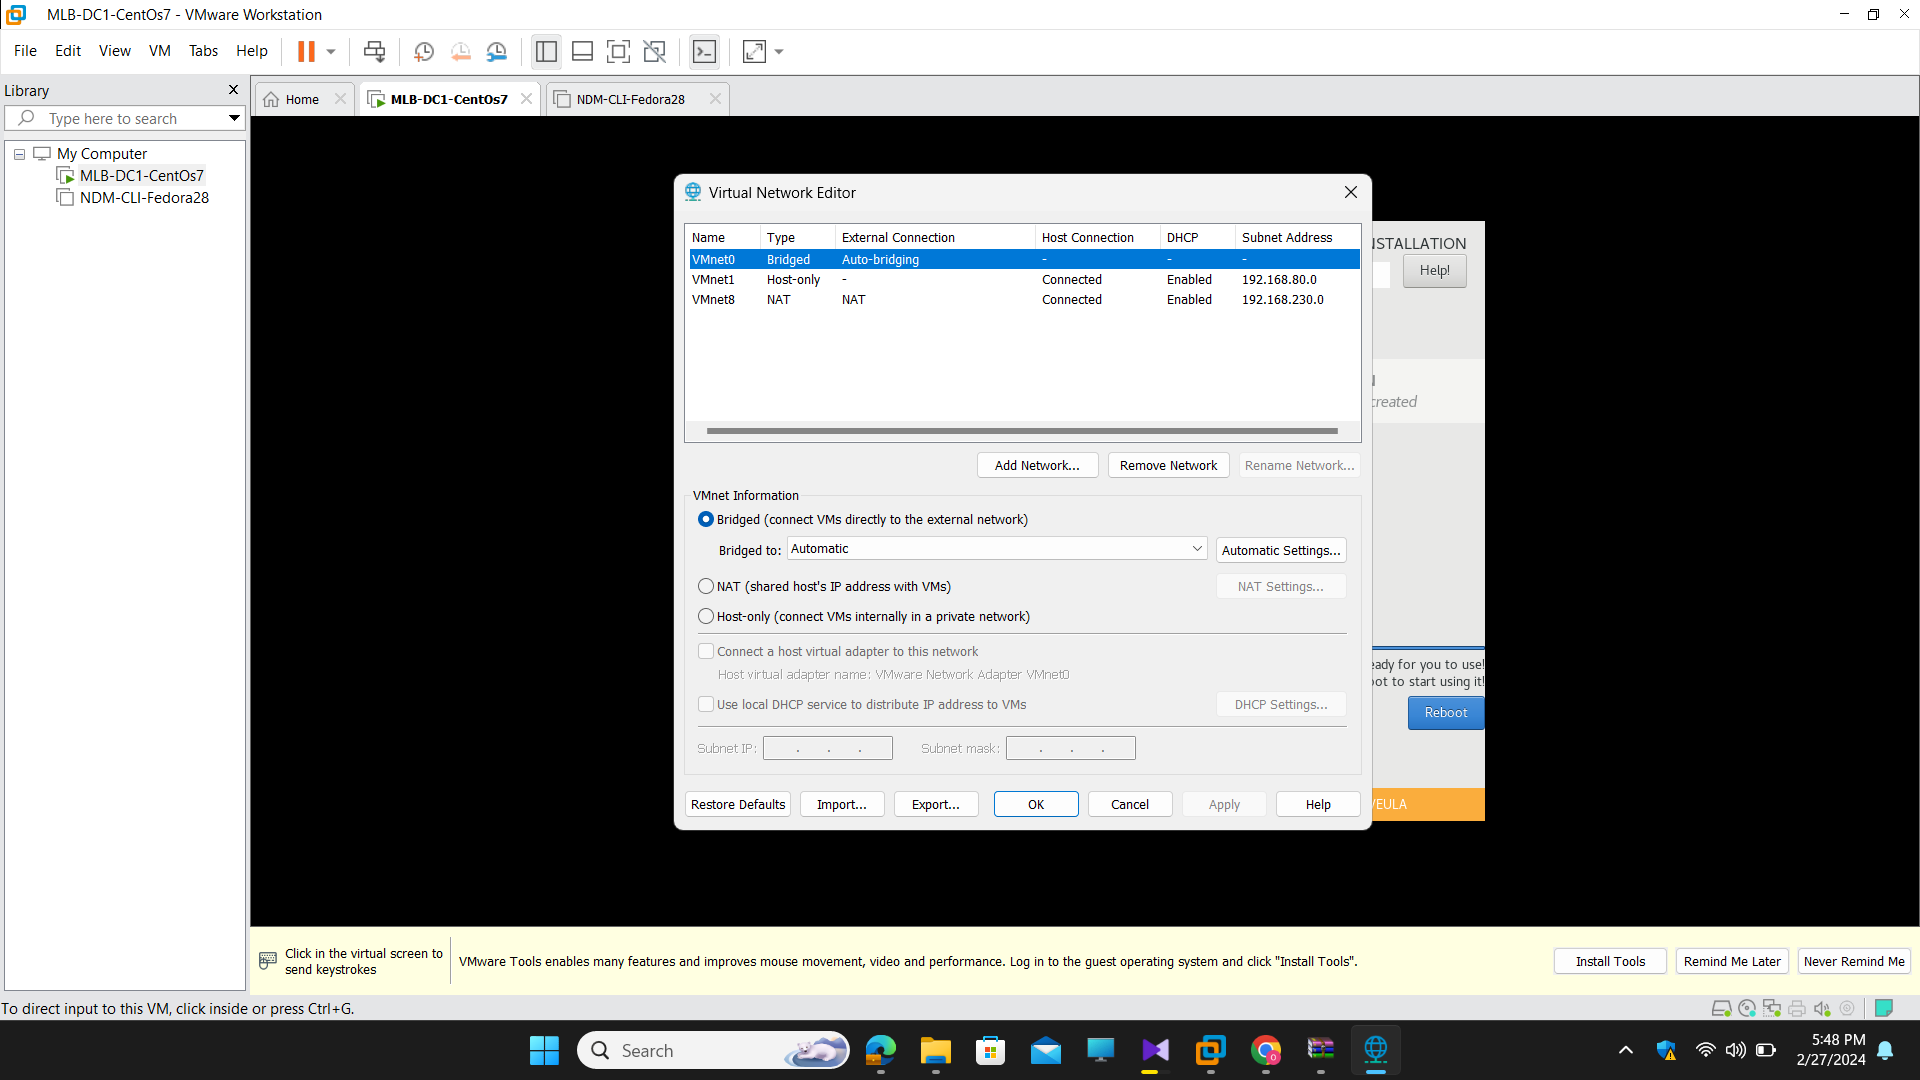 MLB-DC1-CentOs7 - VMware Workstation
File Edit View VM Tabs Help
Library
Home MLB-DC1-CentOs7 NDM-CLI-Fedora28
Type here to search
My Computer
MLB-DC1-CentOs7
NDM-CLI-Fedora28
Virtual Network Editor
Name Type External Connection Host Connection DHCP Subnet Address
VMnet0 Bridged Auto-bridging - - -
VMnet1 Host-only - Connected Enabled 192.168.80.0
VMnet8 NAT NAT Connected Enabled 192.168.230.0
Add Network... Remove Network Rename Network...
VMnet Information
Bridged (connect VMs directly to the external network)
Bridged to: Automatic Automatic Settings...
NAT (shared host's IP address with VMs) NAT Settings...
Host-only (connect VMs internally in a private network)
Connect a host virtual adapter to this network
Host virtual adapter name: VMware Network Adapter VMnet0
Use local DHCP service to distribute IP address to VMs DHCP Settings...
Subnet IP: . . . Subnet mask: . . .
Restore Defaults Import... Export... OK Cancel Apply Help
NSTALLATION
Help!
created
eady for you to use!
oot to start using it!
Reboot
EULA
Click in the virtual screen to
send keystrokes
VMware Tools enables many features and improves mouse movement, video and performance. Log in to the guest operating system and click "Install Tools".
Install Tools Remind Me Later Never Remind Me
To direct input to this VM, click inside or press Ctrl+G.
Search
5:48 PM
2/27/2024